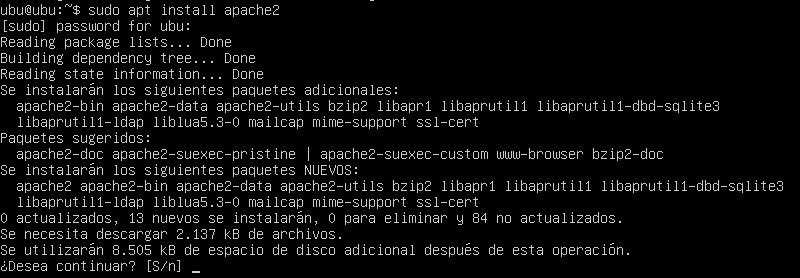 ubu@ubu:~$ sudo apt install apache2
[sudo] password for ubu:
Reading package lists... Done
Building dependency tree... Done
Reading state information... Done
Se instalarán los siguientes paquetes adicionales:
  apache2-bin apache2-data apache2-utils bzip2 libapr1 libaprutil1 libaprutil1-dbd-sqlite3
  libaprutil1-ldap liblua5.3-0 mailcap mime-support ssl-cert
Paquetes sugeridos:
  apache2-doc apache2-suexec-pristine | apache2-suexec-custom www-browser bzip2-doc
Se instalarán los siguientes paquetes NUEVOS:
  apache2 apache2-bin apache2-data apache2-utils bzip2 libapr1 libaprutil1 libaprutil1-dbd-sqlite3
  libaprutil1-ldap liblua5.3-0 mailcap mime-support ssl-cert
0 actualizados, 13 nuevos se instalarán, 0 para eliminar y 84 no actualizados.
Se necesita descargar 2.137 kB de archivos.
Se utilizarán 8.505 kB de espacio de disco adicional después de esta operación.
¿Desea continuar? [S/n] _